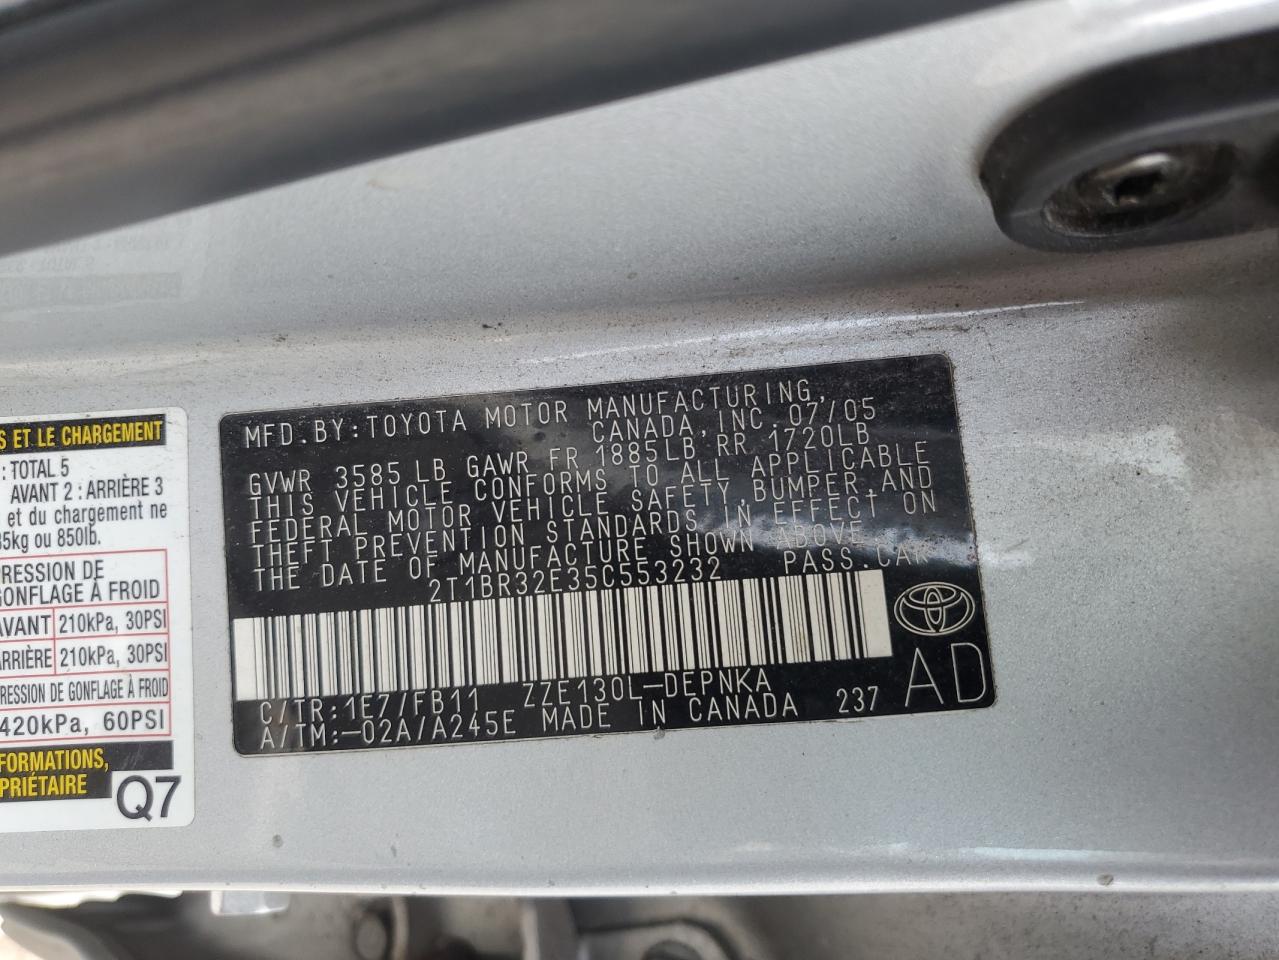 S ET LE CHARGEMENT
: TOTAL 5
AVANT 2 : ARRIÈRE 3
et du chargement ne
85kg ou 850lb.
RESSION DE
GONFLAGE À FROID
AVANT 210kPa, 30PSI
ARRIÈRE 210kPa, 30PSI
RESSION DE GONFLAGE À FROID
420kPa, 60PSI
FORMATIONS,
PRIÉTAIRE
Q7
MFD.BY:TOYOTA MOTOR MANUFACTURING,
CANADA, INC. 07/05
GVWR 3585LB GAWR FR 1885LB RR 1720LB
THIS VEHICLE CONFORMS TO ALL APPLICABLE
FEDERAL MOTOR VEHICLE SAFETY,BUMPER,AND
THEFT PREVENTION STANDARDS IN EFFECT ON
THE DATE OF MANUFACTURE SHOWN ABOVE.
2T1BR32E35C553232 PASS.CAR
C/TR:1E7/FB11 ZZE130L-DEPNKA
A/TM:-02A/A245E MADE IN CANADA 237
AD